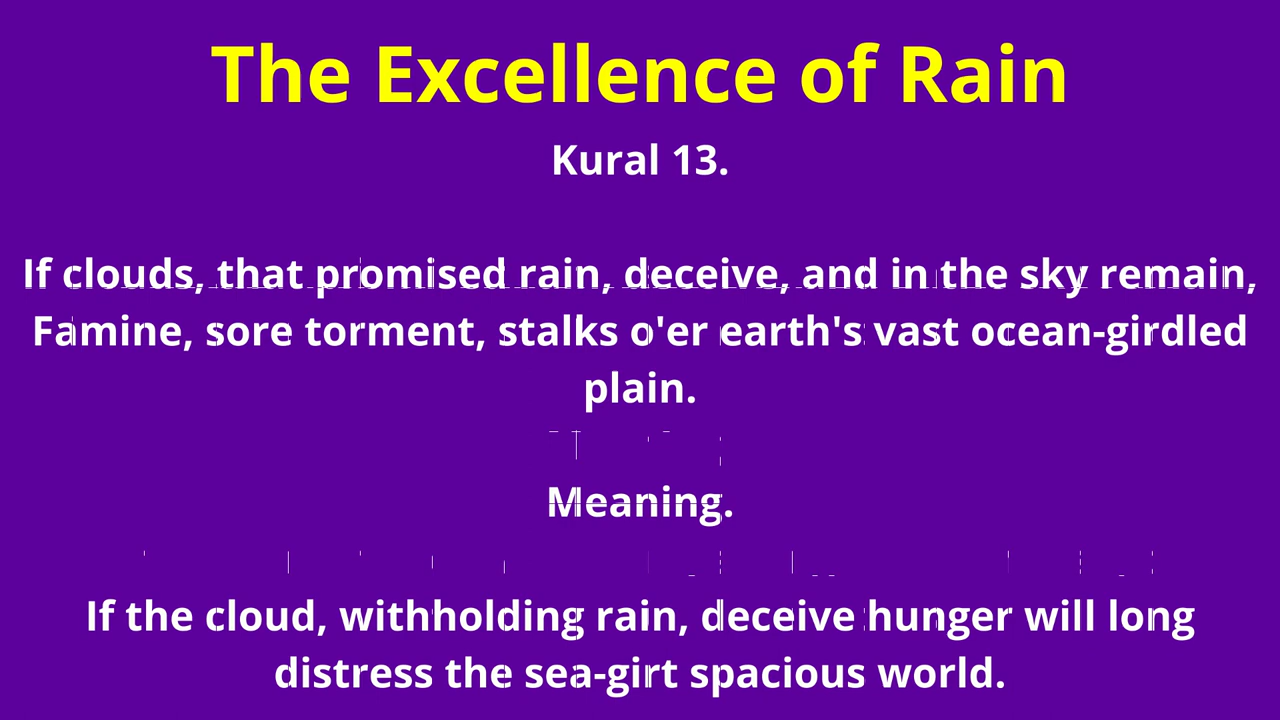 The Excellence of Rain
Kural 13.
If clouds, that promised rain, deceive, and in the sky remain,
Famine, sore torment, stalks o'er earth's vast ocean-girdled
plain.
Meaning.
If the cloud, withholding rain, deceive hunger will long
distress the sea-girt spacious world.